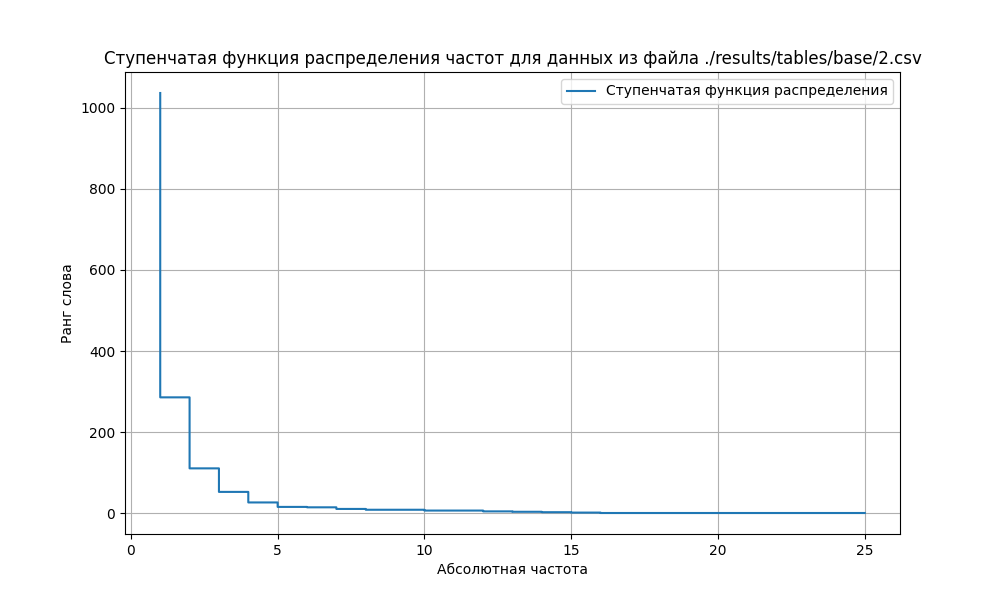 Ступенчатая функция распределения частот для данных из файла ./results/tables/base/2.csv
Ступенчатая функция распределения
1000
800
600
400
200
0
Ранг слова
0 5 10 15 20 25
Абсолютная частота